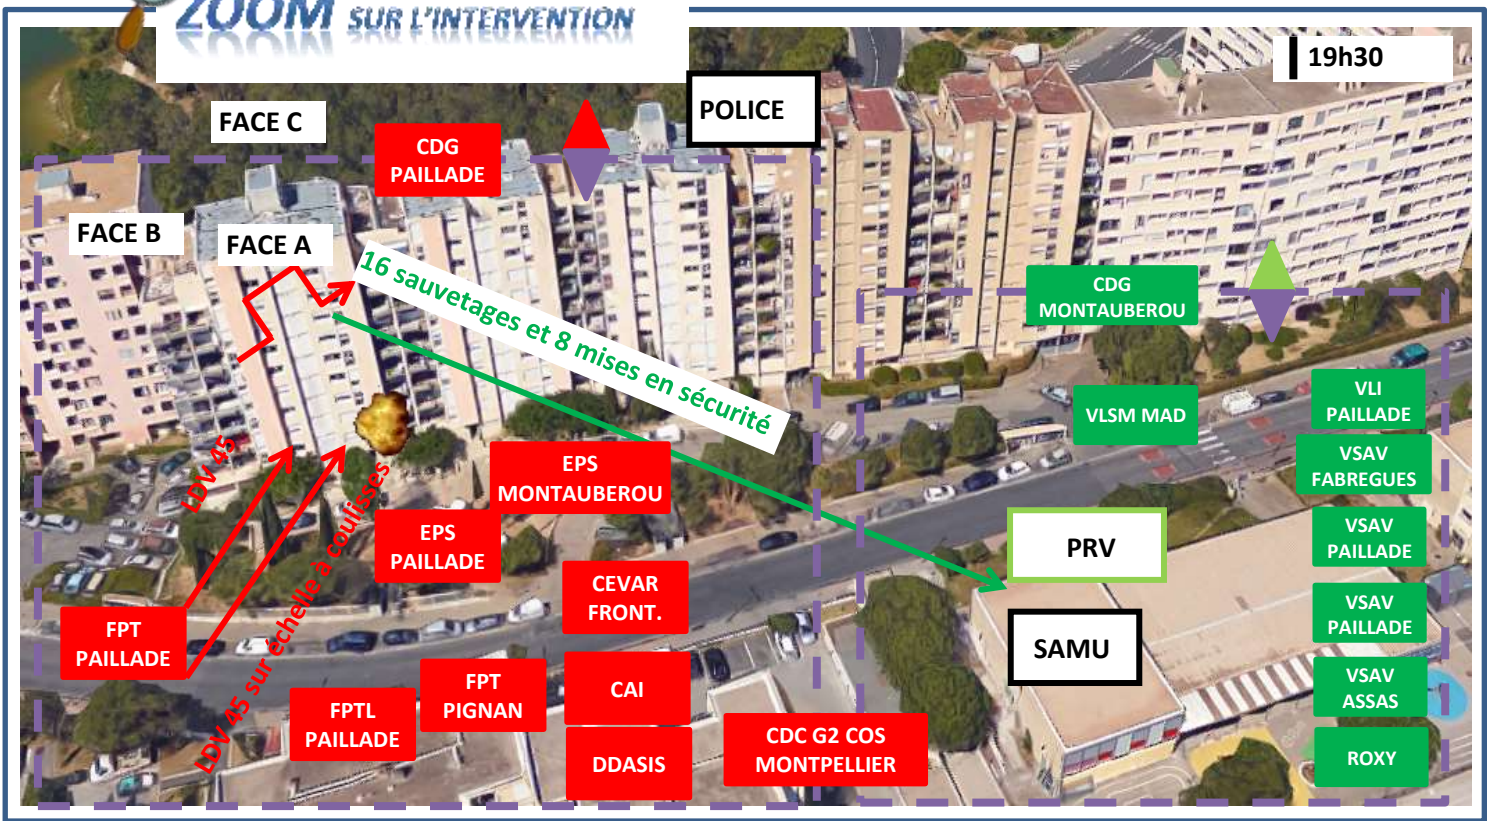 ZOOM SUR L'INTERVENTION
19h30
POLICE
FACE C
CDG
PAILLADE
FACE B
FACE A
16 sauvetages et 8 mises en sécurité
CDG
MONTAUBEROU
VLSM MAD
VLI
PAILLADE
VSAV
FABREGUES
LDV 45
EPS
MONTAUBEROU
EPS
PAILLADE
VSAV
PAILLADE
PRV
CEVAR
FRONT.
VSAV
PAILLADE
FPT
PAILLADE
LDV 45 sur échelle à coulisses
SAMU
FPT
PIGNAN
CAI
VSAV
ASSAS
FPTL
PAILLADE
DDASIS
CDC G2 COS
MONTPELLIER
ROXY